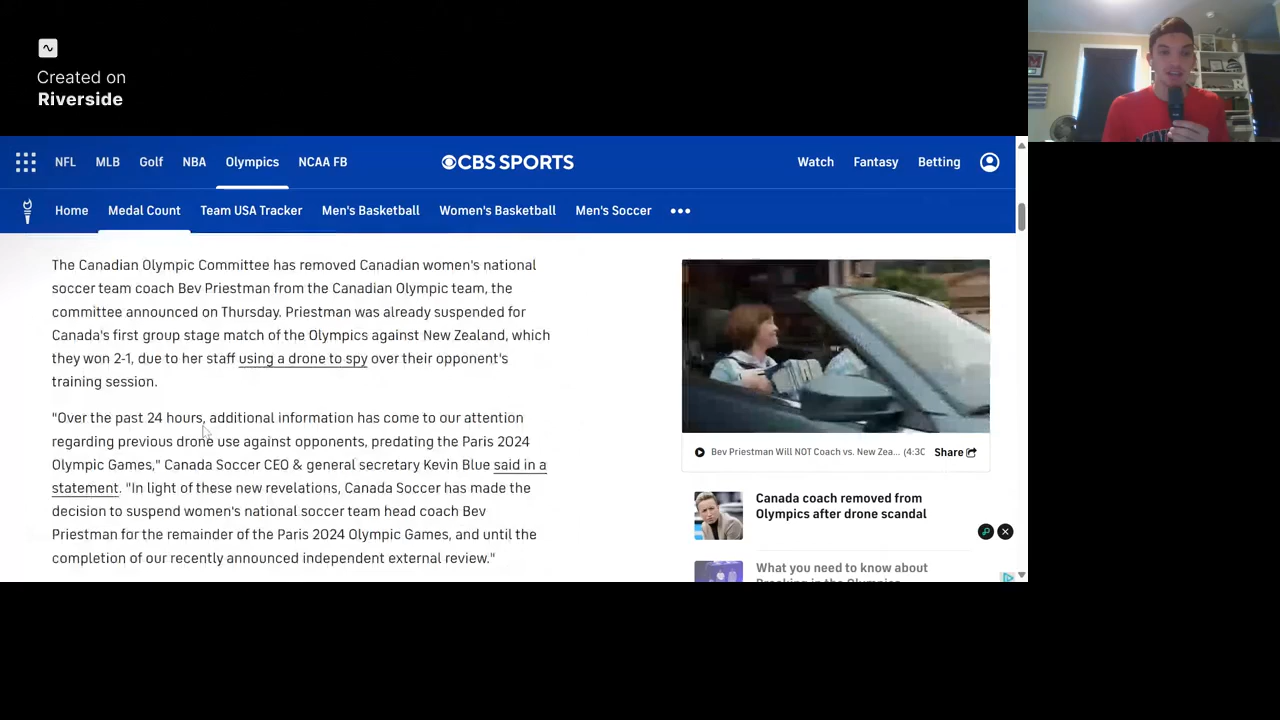 Created on
Riverside
NFL MLB Golf NBA Olympics NCAA FB CBS SPORTS Watch Fantasy Betting
Home Medal Count Team USA Tracker Men's Basketball Women's Basketball Men's Soccer
The Canadian Olympic Committee has removed Canadian women's national
soccer team coach Bev Priestman from the Canadian Olympic team, the
committee announced on Thursday. Priestman was already suspended for
Canada's first group stage match of the Olympics against New Zealand, which
they won 2-1, due to her staff using a drone to spy over their opponent's
training session.
"Over the past 24 hours, additional information has come to our attention
regarding previous drone use against opponents, predating the Paris 2024
Olympic Games," Canada Soccer CEO & general secretary Kevin Blue said in a
statement. "In light of these new revelations, Canada Soccer has made the
decision to suspend women's national soccer team head coach Bev
Priestman for the remainder of the Paris 2024 Olympic Games, and until the
completion of our recently announced independent external review."
Bev Priestman Will NOT Coach vs. New Zea... (4:30 Share
Canada coach removed from
Olympics after drone scandal
What you need to know about
Breaking in the Olympics